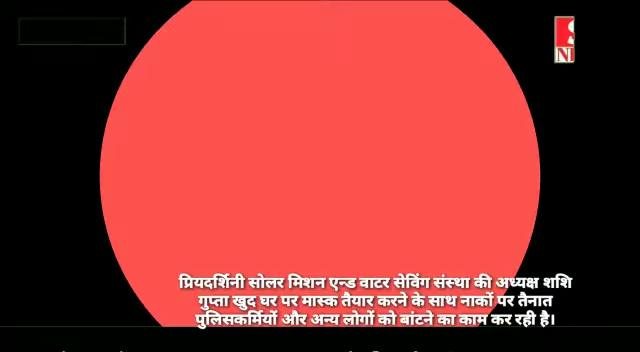 प्रियदर्शिनी सोलर मिशन एन्ड वाटर सेविंग संस्था की अध्यक्ष शशि
गुप्ता खुद घर पर मास्क तैयार करने के साथ नाकों पर तैनात
पुलिसकर्मियों और अन्य लोगों को बांटने का काम कर रही है।